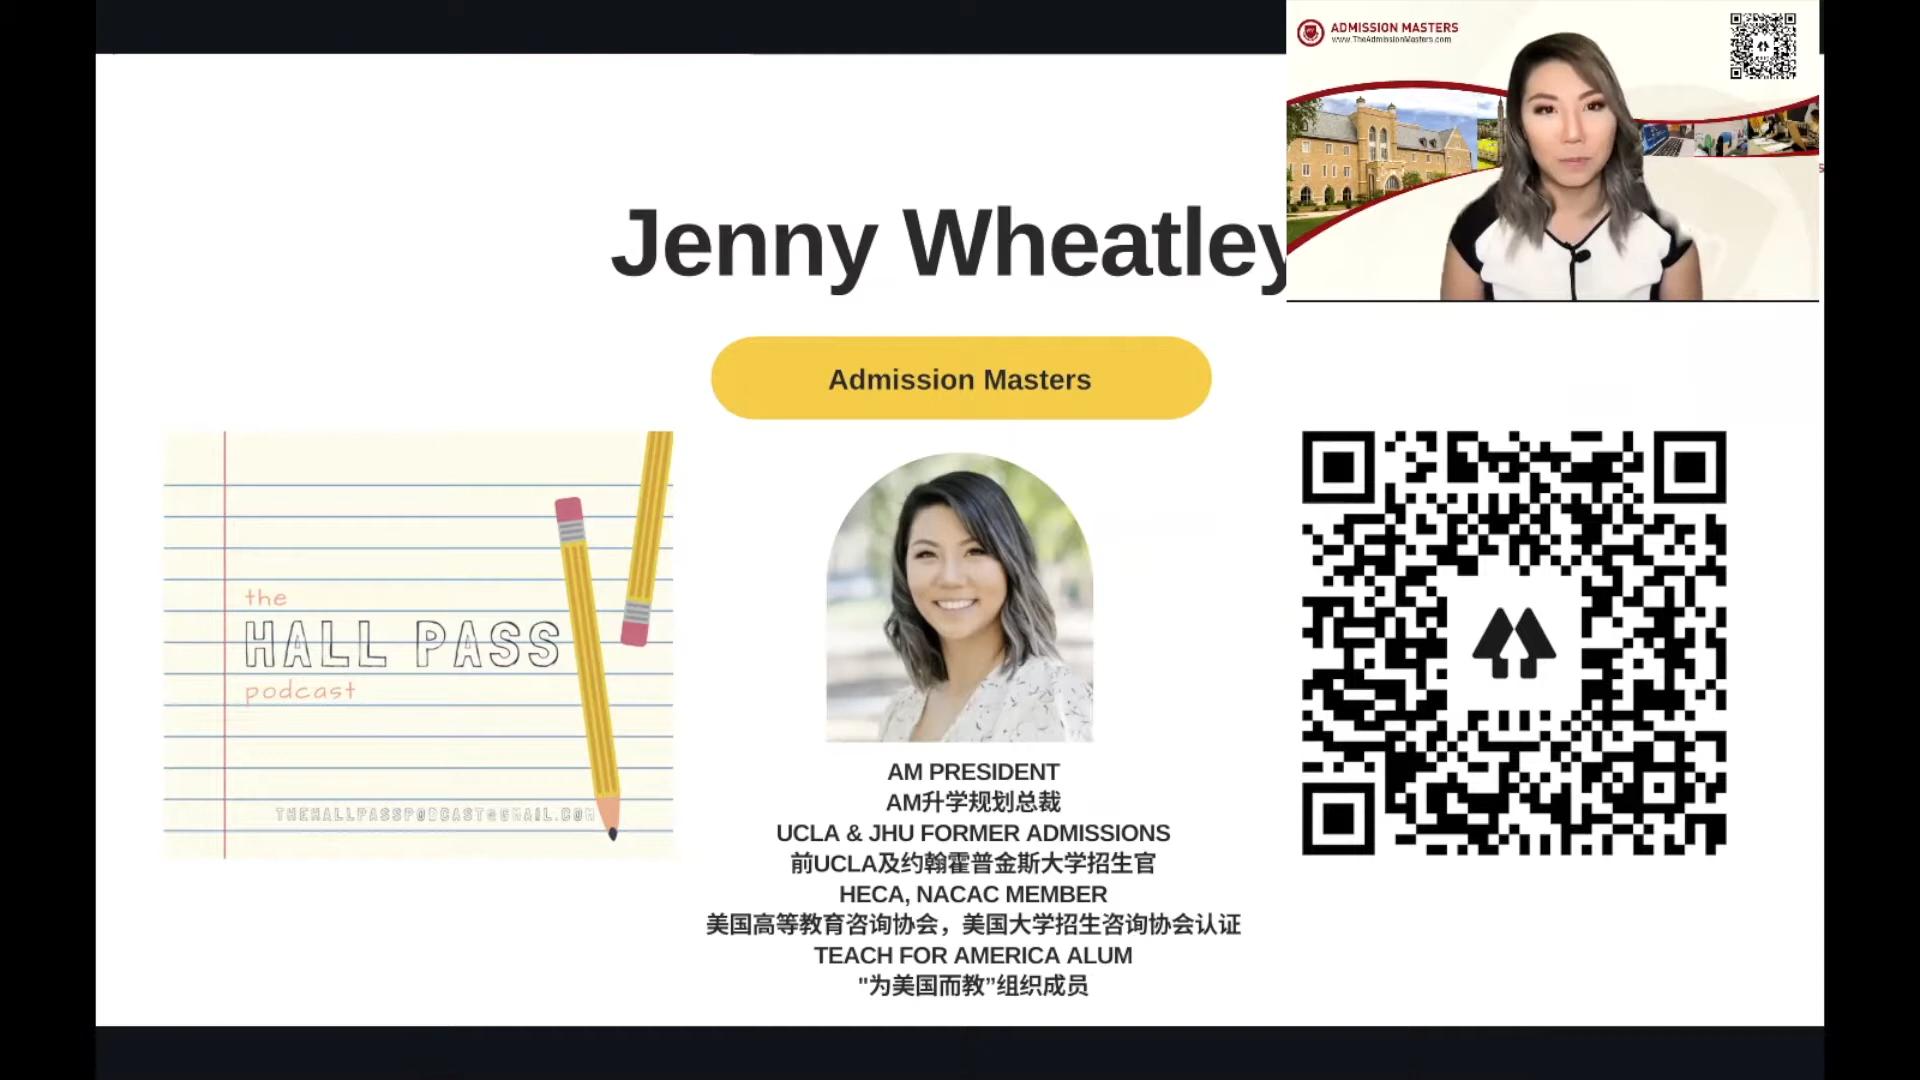 ADMISSION MASTERS
www.TheAdmissionMasters.com
Jenny Wheatley
Admission Masters
the
HALL PASS
podcast
THEHALLPASSPODCAST@GMAIL.COM
AM PRESIDENT
AM升学规划总裁
UCLA & JHU FORMER ADMISSIONS
前UCLA及约翰霍普金斯大学招生官
HECA, NACAC MEMBER
美国高等教育咨询协会，美国大学招生咨询协会认证
TEACH FOR AMERICA ALUM
"为美国而教”组织成员